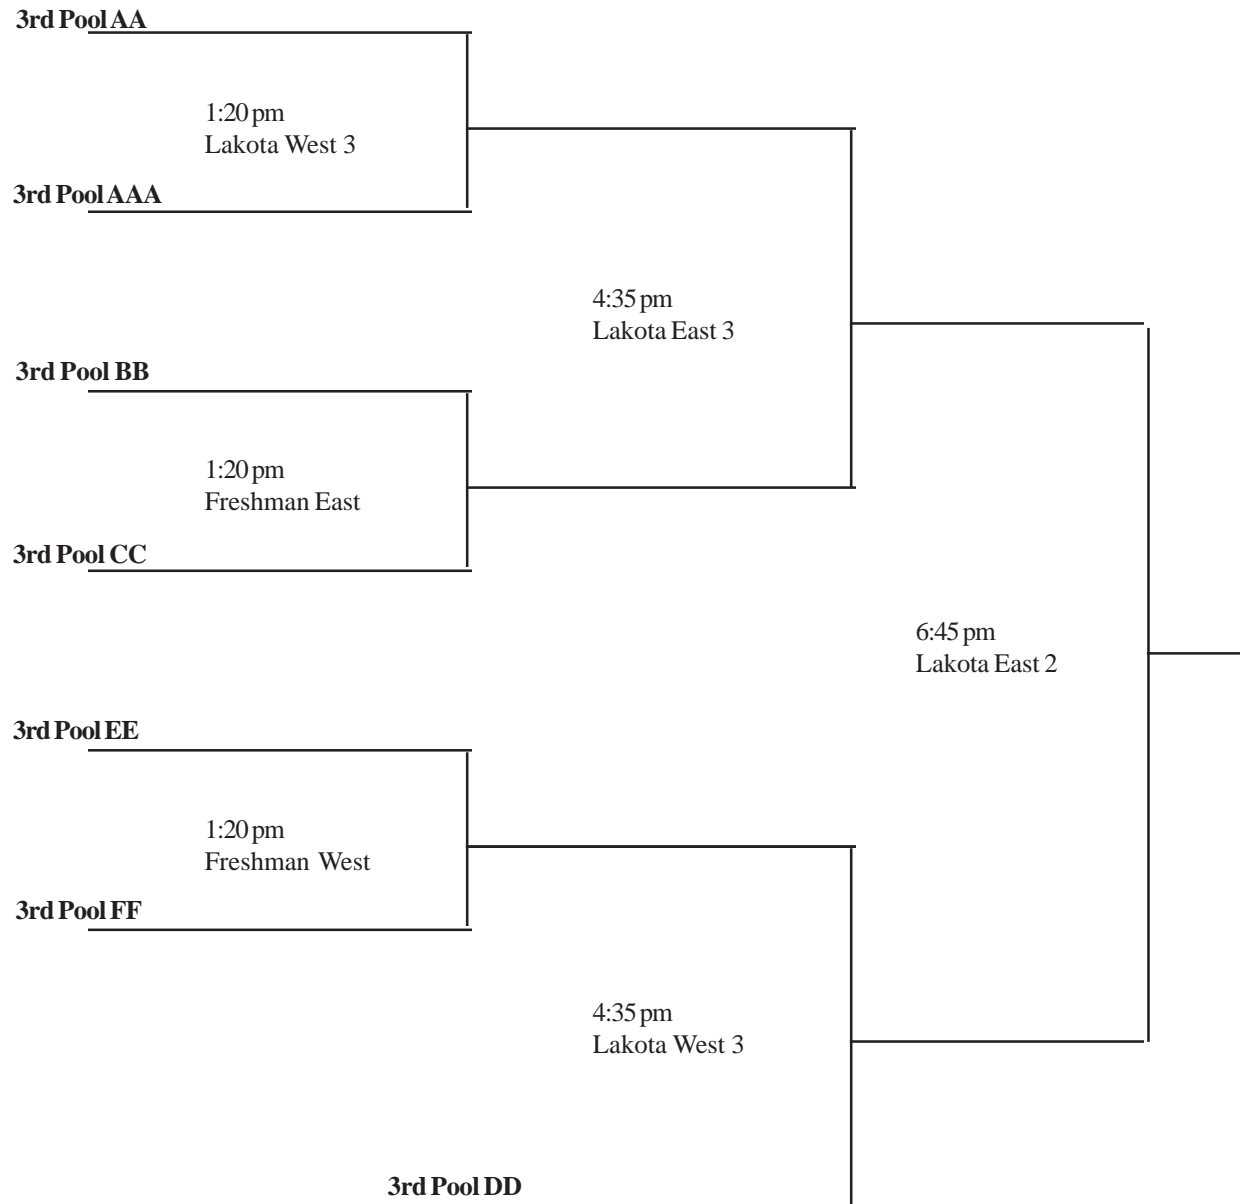 3rd Pool AA
1:20 pm
Lakota West 3
3rd Pool AAA
4:35 pm
Lakota East 3
3rd Pool BB
1:20 pm
Freshman East
3rd Pool CC
6:45 pm
Lakota East 2
3rd Pool EE
1:20 pm
Freshman West
3rd Pool FF
4:35 pm
Lakota West 3
3rd Pool DD